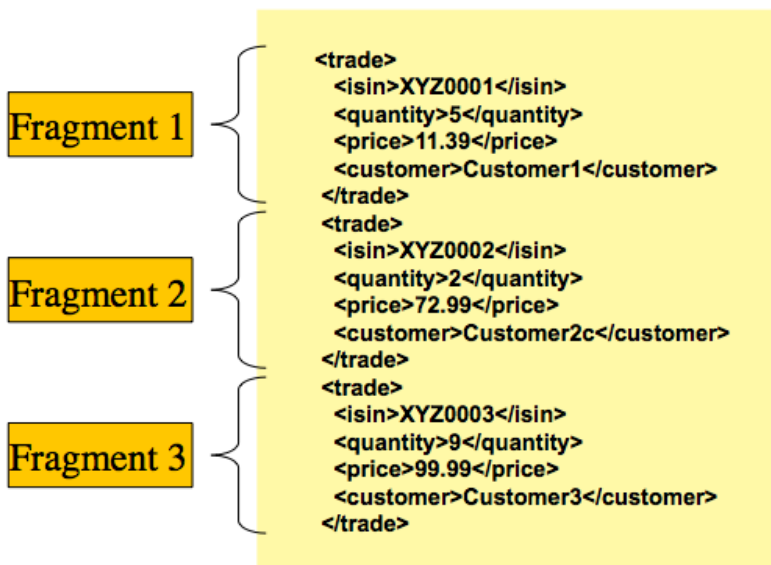 <trade>
<isin>XYZ0001</isin>
<quantity>5</quantity>
Fragment 1
<price>11.39</price>
<customer>Customer1</customer>
</trade>
<trade>
<isin>XYZ0002</isin>
<quantity>2</quantity>
Fragment 2
<price>72.99</price>
<customer>Customer2c</customer>
</trade>
<trade>
<isin>XYZ0003</isin>
<quantity>9</quantity>
Fragment 3
<price>99.99</price>
<customer>Customer3</customer>
</trade>